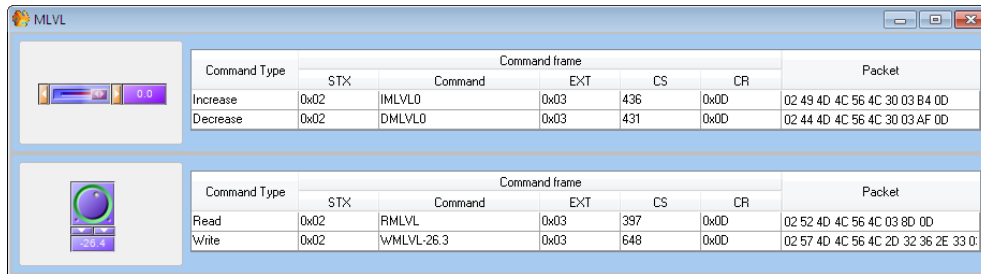 MLVL
Command Type Command frame Packet
STX Command EXT CS CR
0.0
Increase 0x02 IMLVL0 0x03 436 0x0D 02 49 4D 4C 56 4C 30 03 B4 0D
Decrease 0x02 DMLVL0 0x03 431 0x0D 02 44 4D 4C 56 4C 30 03 AF 0D
Command Type Command frame Packet
STX Command EXT CS CR
Read 0x02 RMLVL 0x03 397 0x0D 02 52 4D 4C 56 4C 03 8D 0D
-26.4
Write 0x02 WMLVL-26.3 0x03 648 0x0D 02 57 4D 4C 56 4C 2D 32 36 2E 33